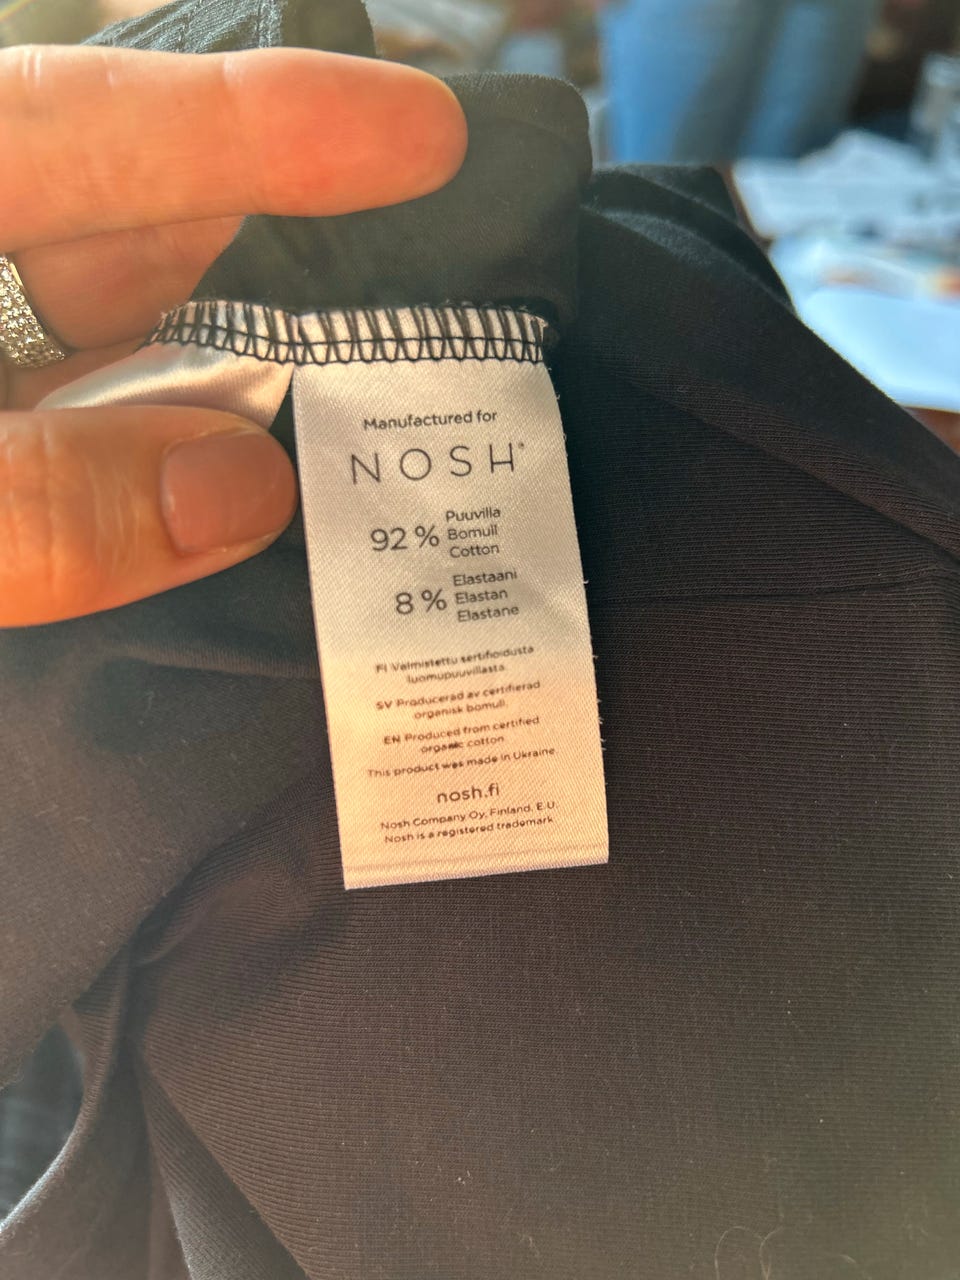 Manufactured for
NOSH®
92 % Puuvilla
Bomull
Cotton
8 % Elastaani
Elastan
Elastane
FI Valmistettu sertifioidusta
luomupuuvillasta.
SV Producerad av certifierad
organisk bomull.
EN Produced from certified
organic cotton.
This product was made in Ukraine.
nosh.fi
Nosh Company Oy, Finland, E.U.
Nosh is a registered trademark